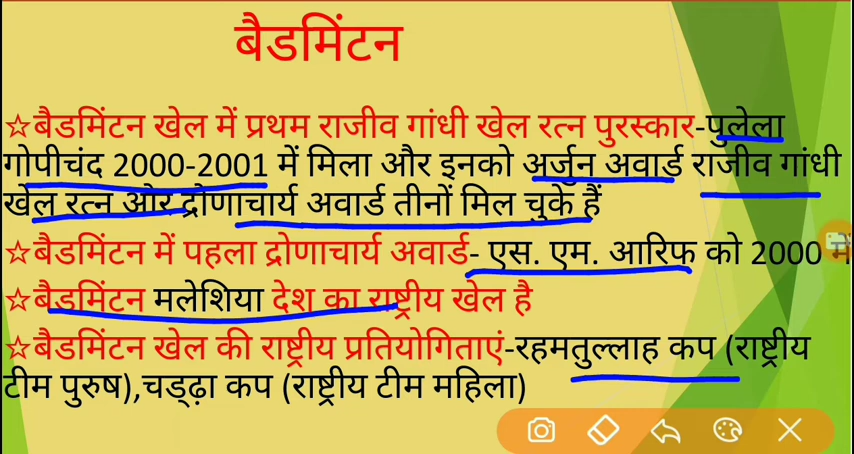 बैडमिंटन
☆बैडमिंटन खेल में प्रथम राजीव गांधी खेल रत्न पुरस्कार-पुलेला
गोपीचंद 2000-2001 में मिला और इनको अर्जुन अवार्ड राजीव गांधी
खेल रत्न और द्रोणाचार्य अवार्ड तीनों मिल चुके हैं
☆बैडमिंटन में पहला द्रोणाचार्य अवार्ड- एस. एम. आरिफ को 2000 में
☆बैडमिंटन मलेशिया देश का राष्ट्रीय खेल है
☆बैडमिंटन खेल की राष्ट्रीय प्रतियोगिताएं-रहमतुल्लाह कप (राष्ट्रीय
टीम पुरुष),चड्ढ़ा कप (राष्ट्रीय टीम महिला)